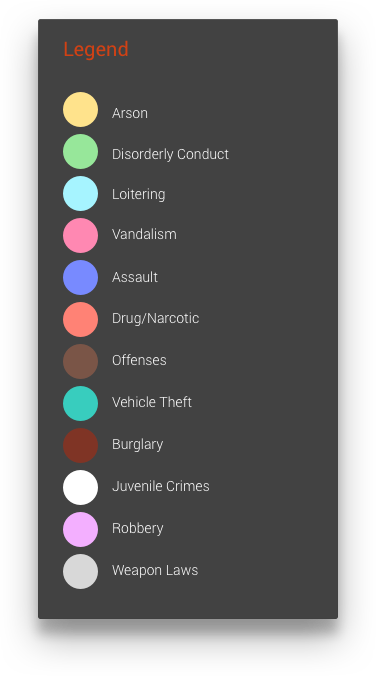 Legend
Arson
Disorderly Conduct
Loitering
Vandalism
Assault
Drug/Narcotic
Offenses
Vehicle Theft
Burglary
Juvenile Crimes
Robbery
Weapon Laws